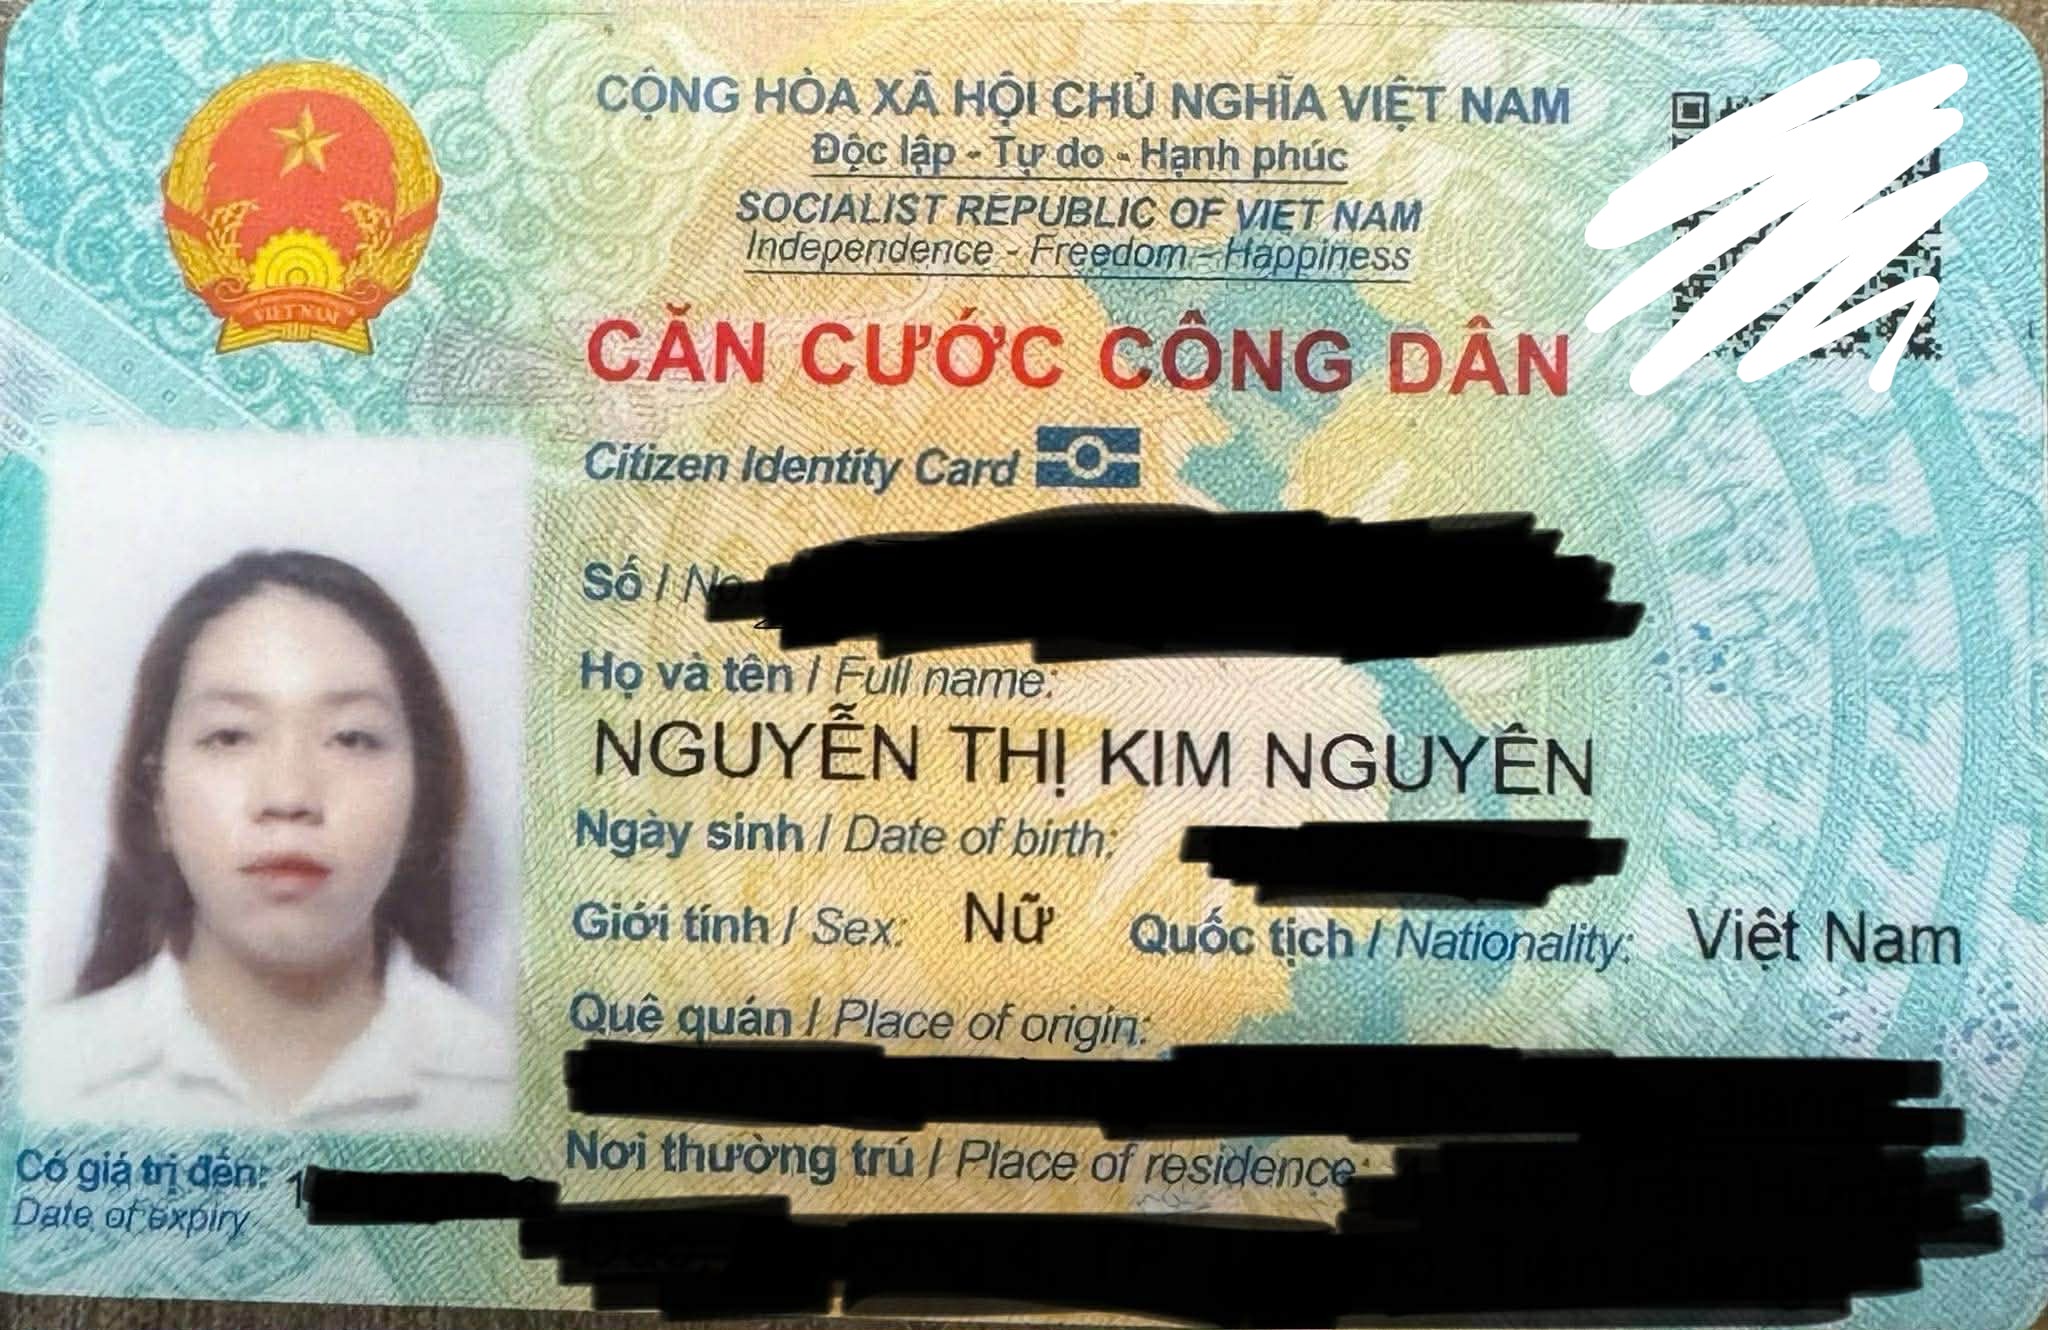 CỘNG HÒA XÃ HỘI CHỦ NGHĨA VIỆT NAM
Độc lập - Tự do - Hạnh phúc
SOCIALIST REPUBLIC OF VIET NAM
Independence - Freedom - Happiness
CĂN CƯỚC CÔNG DÂN
Citizen Identity Card
VIỆT NAM
Số / No.:
Họ và tên / Full name:
NGUYỄN THỊ KIM NGUYÊN
Ngày sinh / Date of birth:
Giới tính / Sex: Nữ Quốc tịch / Nationality: Việt Nam
Quê quán / Place of origin:
Nơi thường trú / Place of residence:
Có giá trị đến:
Date of expiry